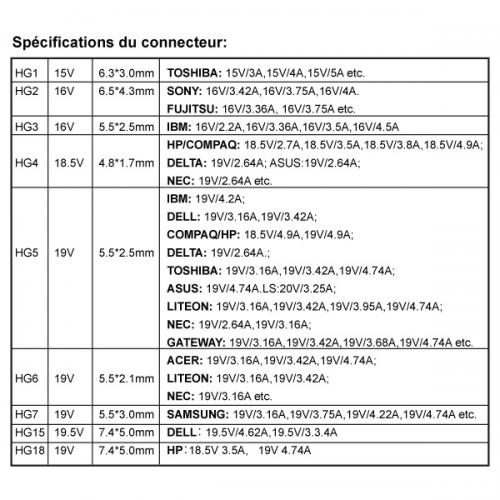 Spécifications du connecteur:
HG1 15V 6.3*3.0mm TOSHIBA: 15V/3A,15V/4A,15V/5A etc.
HG2 16V 6.5*4.3mm SONY: 16V/3.42A,16V/3.75A,16V/4A.
FUJITSU: 16V/3.36A, 16V/3.75A etc.
HG3 16V 5.5*2.5mm IBM: 16V/2.2A,16V/3.36A,16V/3.5A,16V/4.5A
HP/COMPAQ: 18.5V/2.7A,18.5V/3.5A,18.5V/3.8A,18.5V/4.9A;
HG4 18.5V 4.8*1.7mm DELTA: 19V/2.64A; ASUS:19V/2.64A;
NEC: 19V/2.64A etc.
IBM: 19V/4.2A;
DELL: 19V/3.16A,19V/3.42A;
COMPAQ/HP: 18.5V/4.9A,19V/4.9A;
HG5 19V 5.5*2.5mm DELTA: 19V/2.64A.;
TOSHIBA: 19V/3.16A,19V/3.42A,19V/4.74A;
ASUS: 19V/4.74A.LS:20V/3.25A;
LITEON: 19V/3.16A,19V/3.42A,19V/3.95A,19V/4.74A;
NEC: 19V/2.64A,19V/3.16A;
GATEWAY: 19V/3.16A,19V/3.42A,19V/3.68A,19V/4.74A etc.
ACER: 19V/3.16A,19V/3.42A,19V/4.74A;
HG6 19V 5.5*2.1mm LITEON: 19V/3.16A,19V/3.42A;
NEC: 19V/3.16A etc.
HG7 19V 5.5*3.0mm SAMSUNG: 19V/3.16A,19V/3.75A,19V/4.22A,19V/4.74A etc.
HG15 19.5V 7.4*5.0mm DELL: 19.5V/4.62A,19.5V/3.3.4A
HG18 19V 7.4*5.0mm HP:18.5V 3.5A, 19V 4.74A